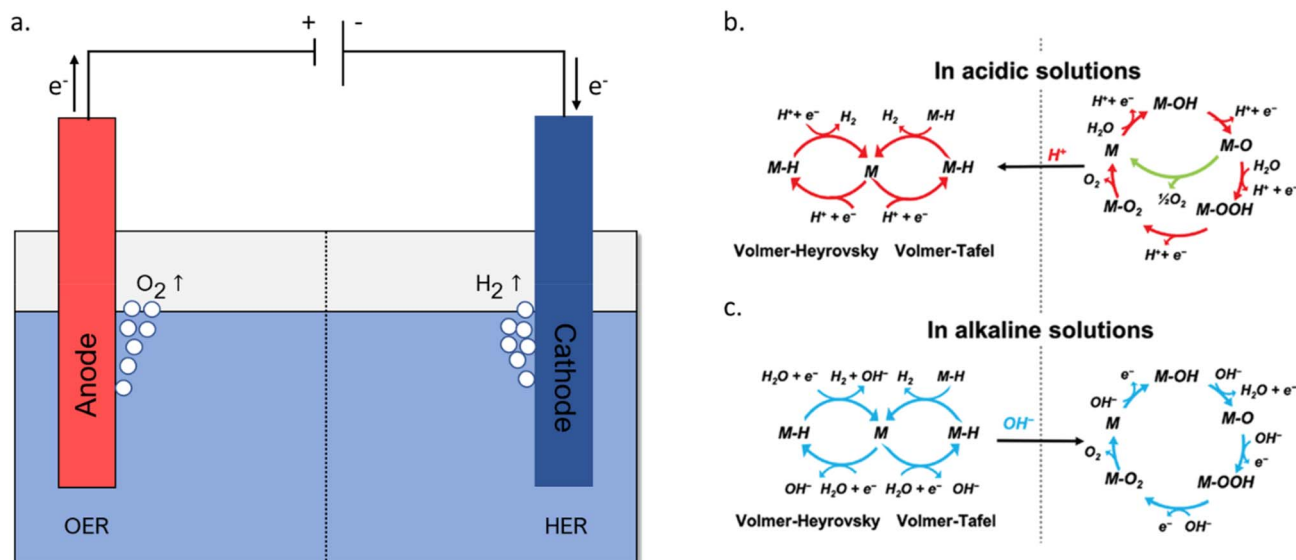 a.
+ -
e⁻
e⁻
O₂ ↑
H₂ ↑
Anode
Cathode
OER
HER
b.
In acidic solutions
H⁺+ e⁻
H₂
H₂
M-H
M-H
M
M-H
H⁺ + e⁻
H⁺ + e⁻
Volmer-Heyrovsky
Volmer-Tafel
H⁺
H⁺+ e⁻
M-OH
H⁺+ e⁻
H₂O
M
M-O
H₂O
O₂
½O₂
H⁺ + e⁻
M-O₂
M-OOH
H⁺+ e⁻
c.
In alkaline solutions
H₂O + e⁻
H₂ + OH⁻
H₂
M-H
M-H
M
M-H
OH⁻
H₂O + e⁻
H₂O + e⁻
OH⁻
Volmer-Heyrovsky
Volmer-Tafel
OH⁻
e⁻
M-OH
OH⁻
H₂O + e⁻
OH⁻
M
M-O
OH⁻
O₂
e⁻
M-O₂
M-OOH
e⁻
OH⁻